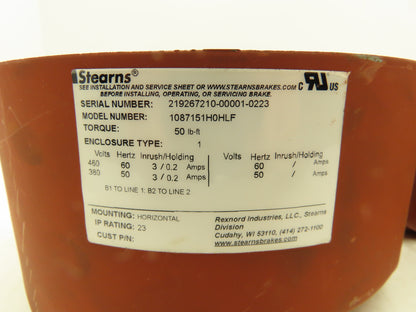 Stearns®
SEE INSTALLATION AND SERVICE SHEET OR WWW.STEARNSBRAKES.COM
BEFORE INSTALLING, OPERATING, OR SERVICING BRAKE.
C RU US
SERIAL NUMBER: 219267210-00001-0223
MODEL NUMBER: 1087151H0HLF
TORQUE: 50 lb-ft
ENCLOSURE TYPE: 1
Volts Hertz Inrush/Holding Volts Hertz Inrush/Holding
460 60 3 / 0.2 Amps 60 / Amps
380 50 3 / 0.2 Amps 50 / Amps
B1 TO LINE 1: B2 TO LINE 2
MOUNTING: HORIZONTAL
IP RATING: 23
CUST P/N:
Rexnord Industries, LLC., Stearns
Division
Cudahy, WI 53110, (414) 272-1100
www.stearnsbrakes.com